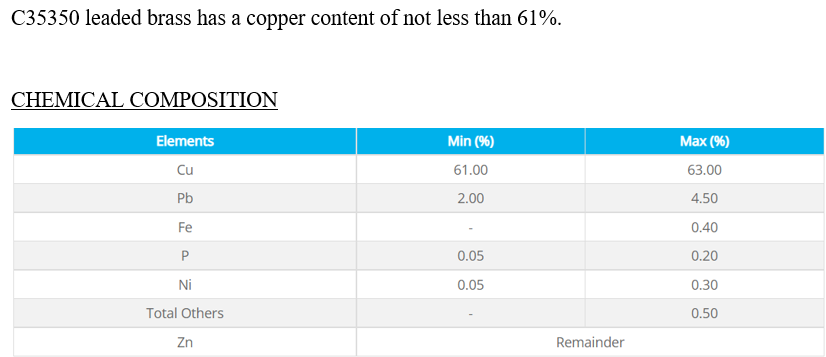 C35350 leaded brass has a copper content of not less than 61%.
CHEMICAL COMPOSITION
Elements Min (%) Max (%)
Cu 61.00 63.00
Pb 2.00 4.50
Fe - 0.40
P 0.05 0.20
Ni 0.05 0.30
Total Others - 0.50
Zn Remainder